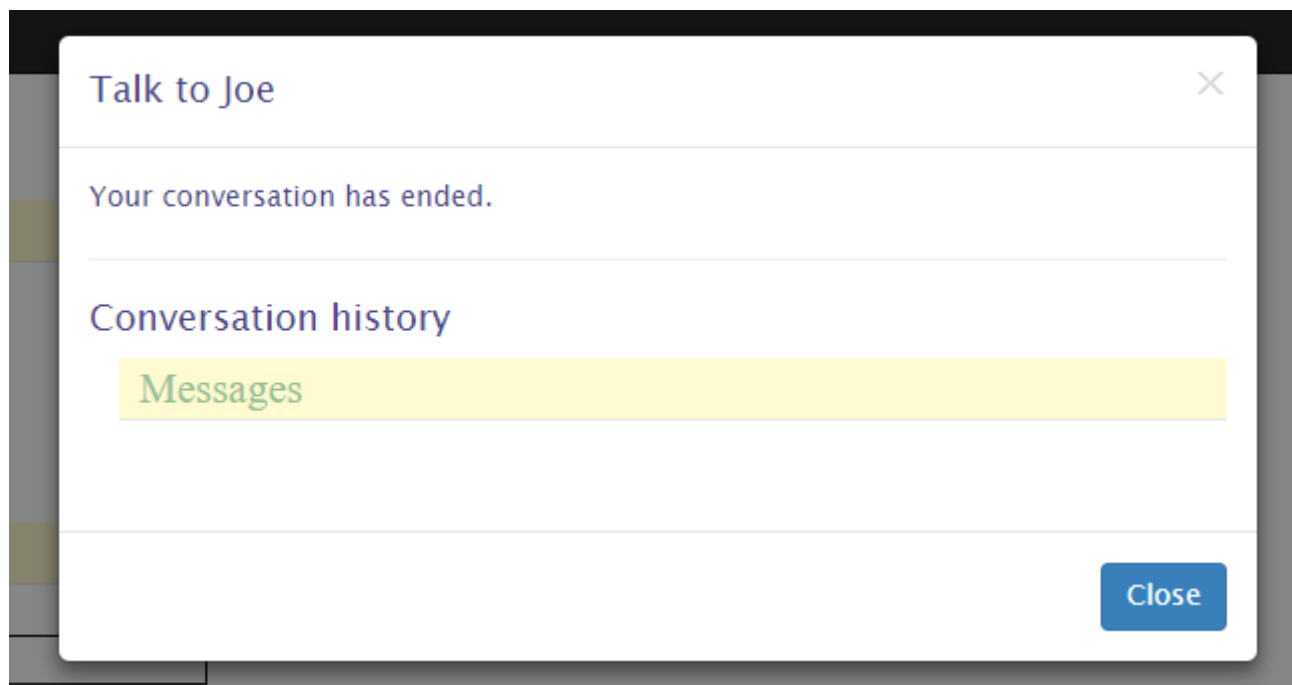 Talk to Joe
Your conversation has ended.
Conversation history
Messages
Close